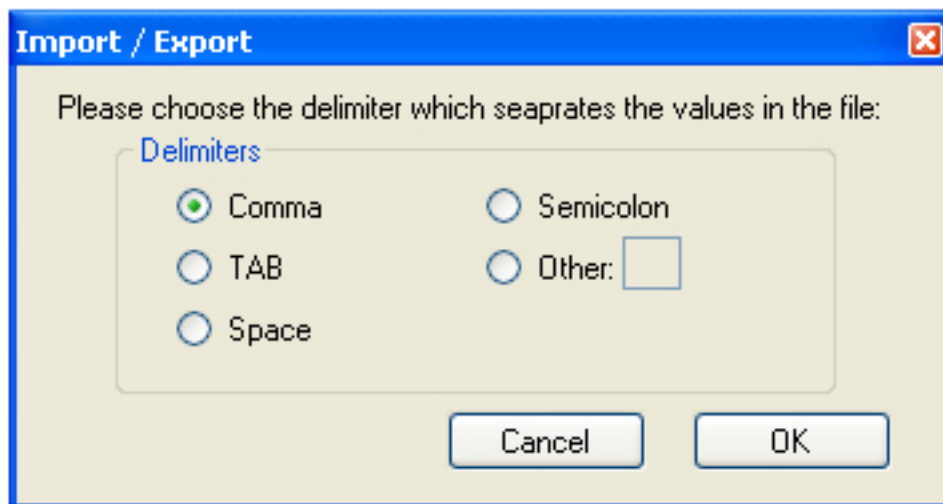 Import / Export
Please choose the delimiter which seaprates the values in the file:
Delimiters
Comma
Semicolon
TAB
Other:
Space
Cancel
OK